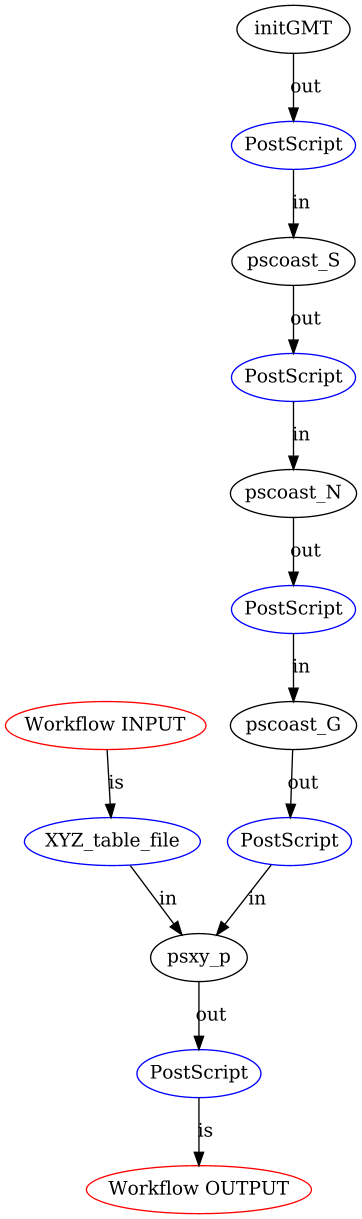 initGMT
out
PostScript
in
pscoast_S
out
PostScript
in
pscoast_N
out
PostScript
in
Workflow INPUT
pscoast_G
is
out
XYZ_table_file
PostScript
in
in
psxy_p
out
PostScript
is
Workflow OUTPUT